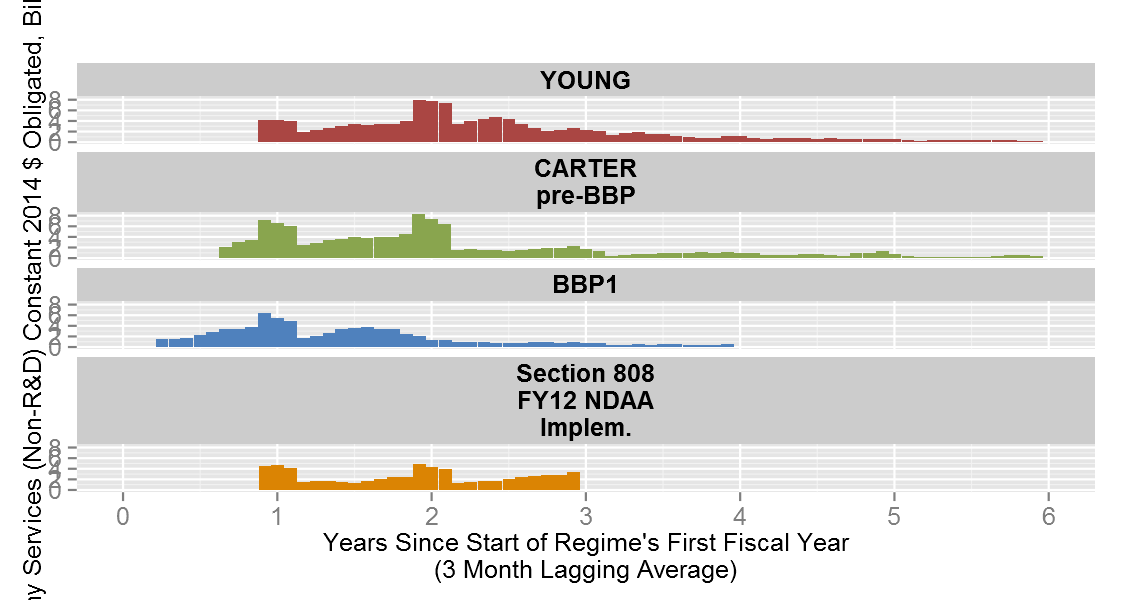 Services (Non-R&D) Constant 2014 $ Obligated,
YOUNG
8
6
4
2
0
CARTER
pre-BBP
8
6
4
2
0
BBP1
8
6
4
2
0
Section 808
FY12 NDAA
Implem.
8
6
4
2
0
0 1 2 3 4 5 6
Years Since Start of Regime's First Fiscal Year
(3 Month Lagging Average)